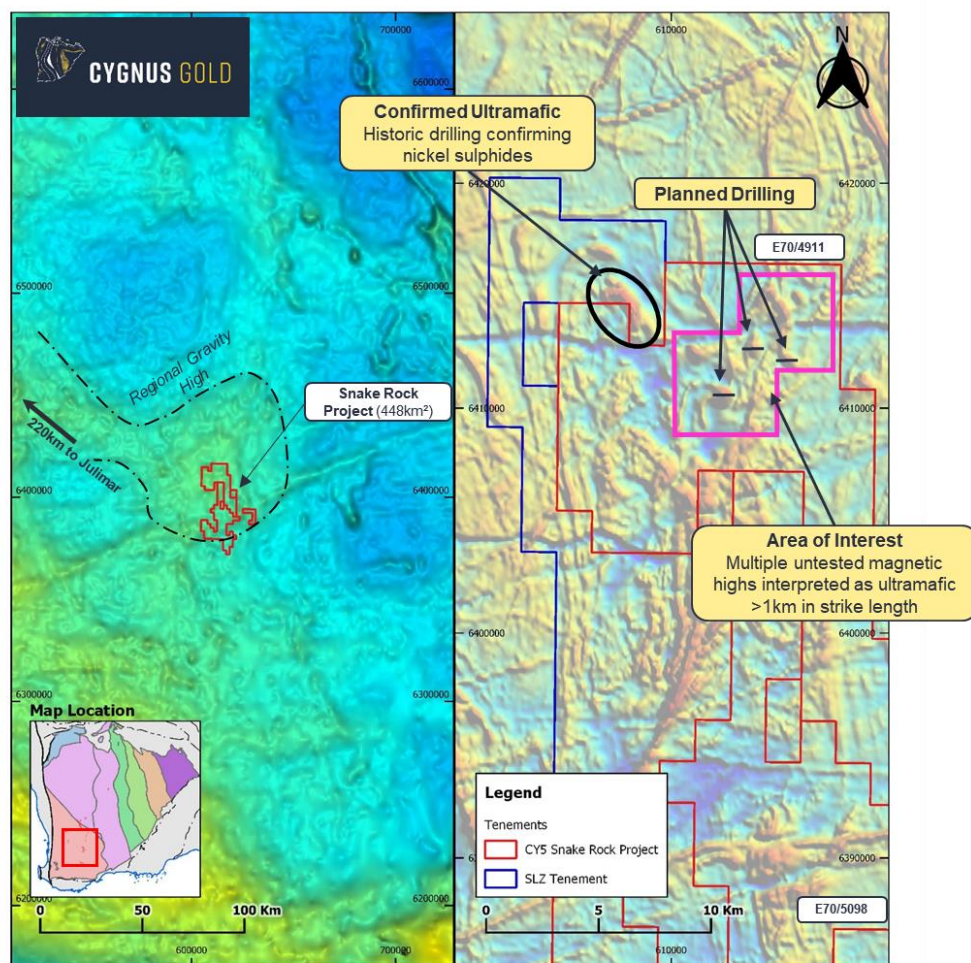 CYGNUS GOLD
700000
610000
N
6600000
Confirmed Ultramafic
Historic drilling confirming
nickel sulphides
6420000
6420000
Planned Drilling
E70/4911
6500000
6500000
Regional Gravity
High
Snake Rock
Project (448km²)
6410000
6410000
220km to Julimar
6400000
6400000
Area of Interest
Multiple untested magnetic
highs interpreted as ultramafic
>1km in strike length
6400000
6400000
6300000
6300000
Map Location
Legend
Tenements
CY5 Snake Rock Project
SLZ Tenement
6390000
6200000
6200000
0 50 100 Km
0 5 10 Km
E70/5098
600000
700000
610000